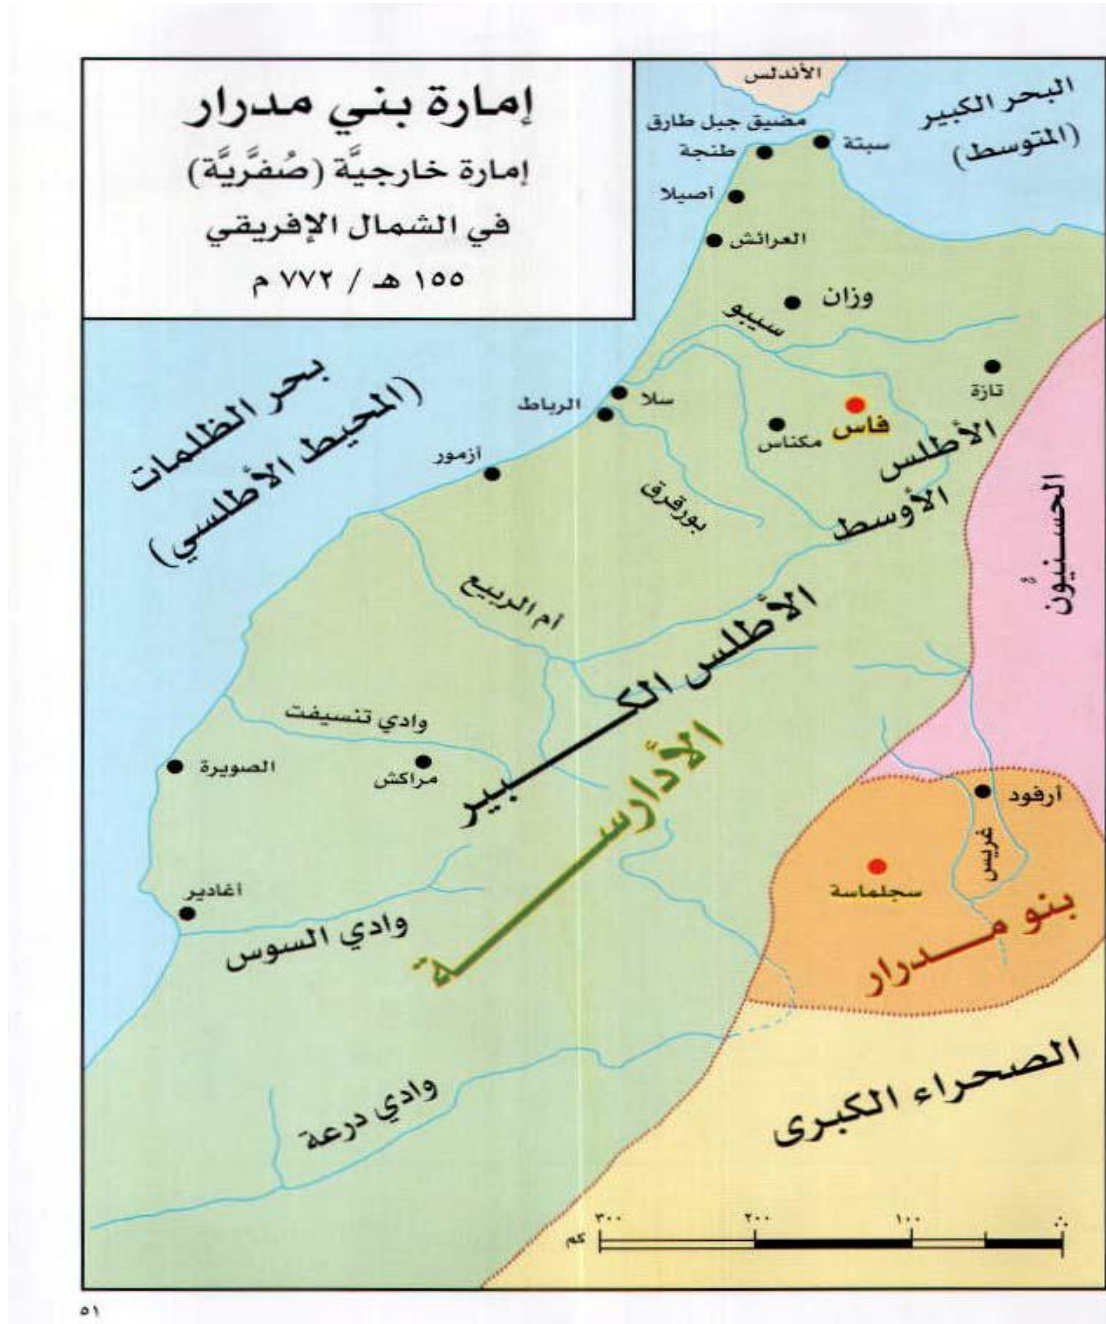 إمارة بني مدرار
إمارة خارجيَّة (صُفريَّة)
في الشمال الإفريقي
١٥٥ هـ / ٧٧٢ م
الأندلس
البحر الكبير
(المتوسط)
مضيق جبل طارق
سبتة
طنجة
أصيلا
العرائش
وزان
سيبو
تازة
فاس
مكناس
سلا
الرباط
أزمور
بورقرق
الأطلس
الأوسط
بحر الظلمات
(المحيط الأطلسي)
الحسنيون
أم الربيع
الأطلس الكبير
الأدارسة
وادي تنسيفت
مراكش
الصويرة
أغادير
وادي السوس
أرفود
غريس
سجلماسة
بنو مدرار
وادي درعة
الصحراء الكبرى
٣٠٠ ٢٠٠ ١٠٠ ٠
كم
٥١